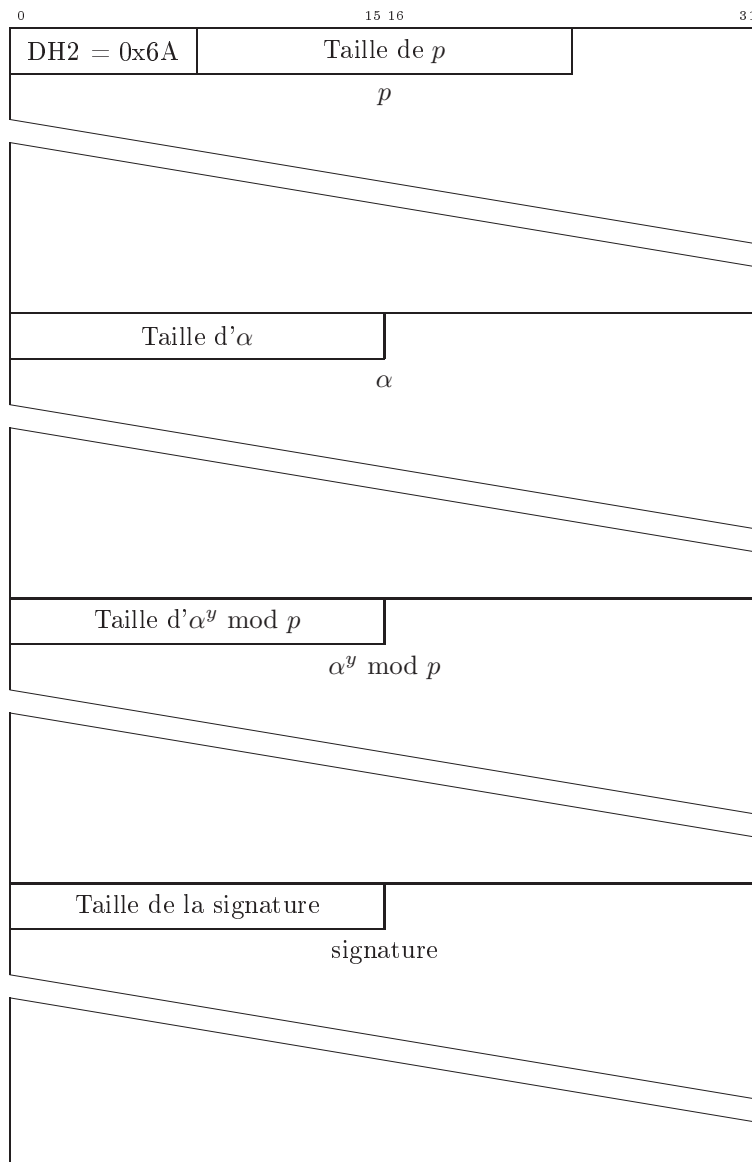 0 15 16 31
DH2 = 0x6A Taille de p
p
Taille d'α
α
Taille d'α^y mod p
α^y mod p
Taille de la signature
signature